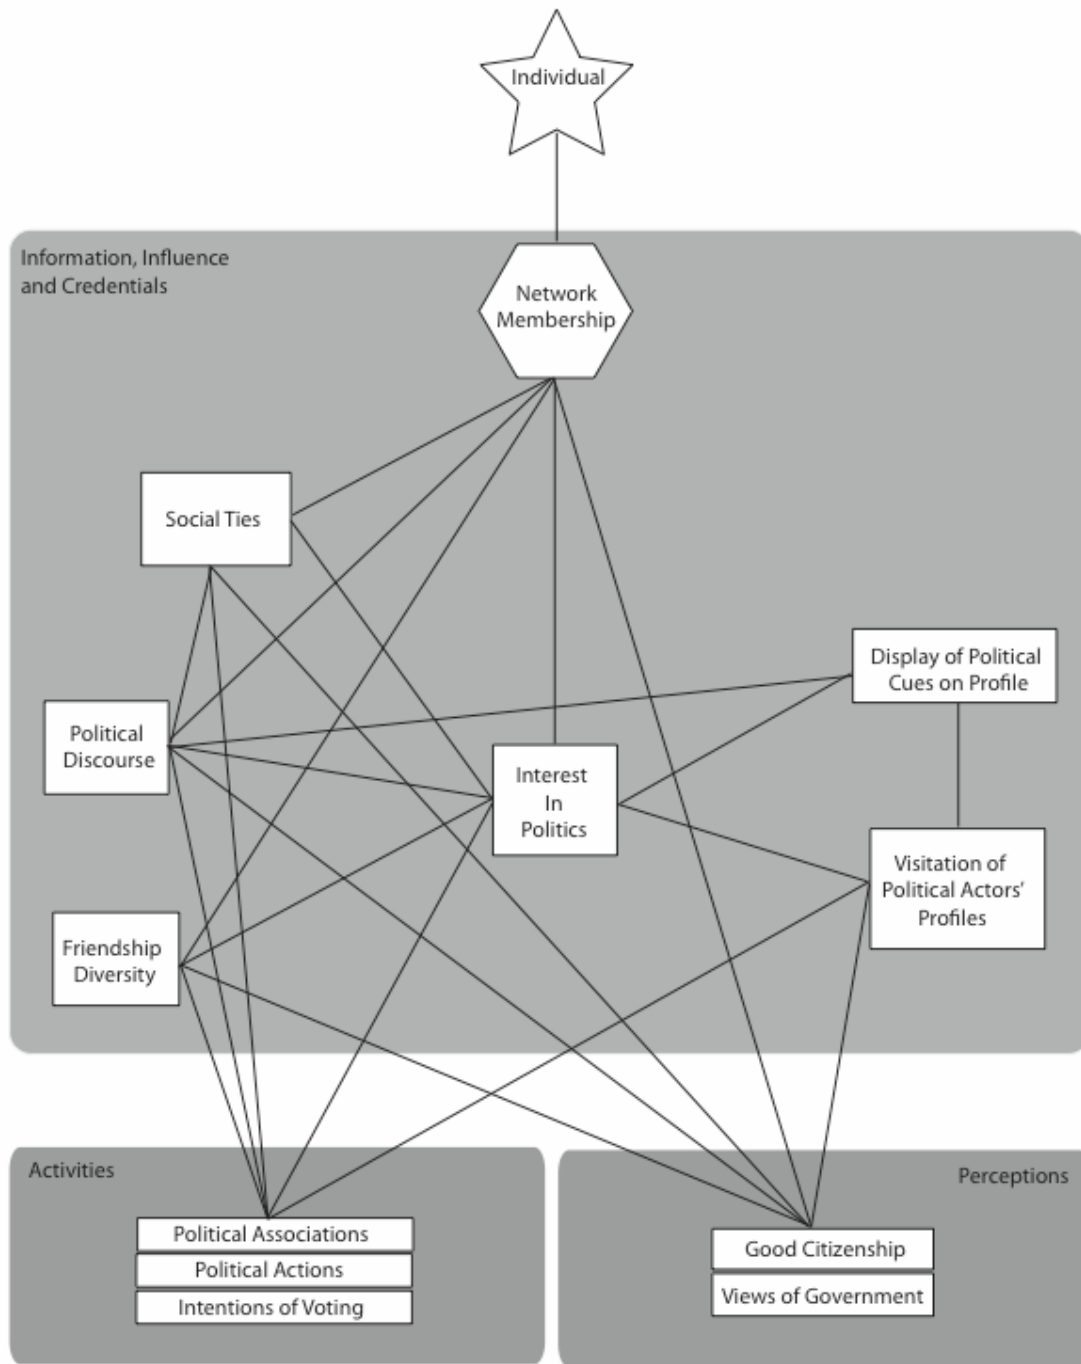 Individual
Information, Influence
and Credentials
Network
Membership
Social Ties
Display of Political
Cues on Profile
Political
Discourse
Interest
In
Politics
Visitation of
Political Actors'
Profiles
Friendship
Diversity
Activities
Perceptions
Political Associations
Political Actions
Intentions of Voting
Good Citizenship
Views of Government